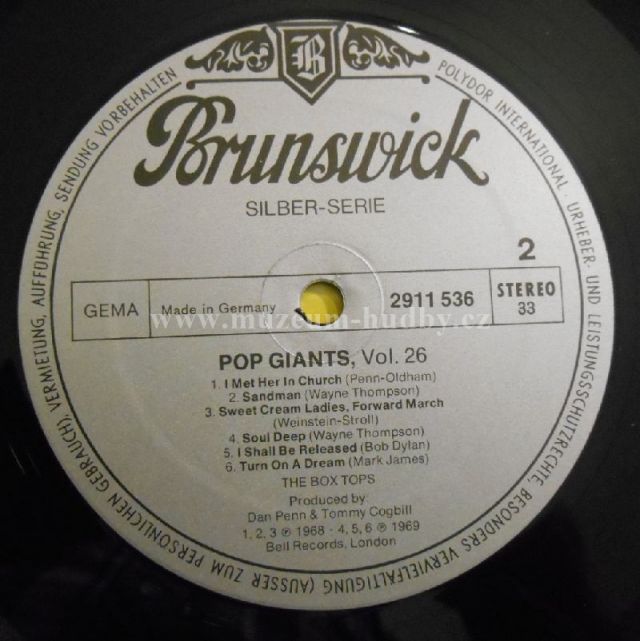 B
Brunswick
SILBER-SERIE
2
GEMA
Made in Germany
2911 536
STEREO
33
www.muzeum-hudby.cz
POP GIANTS, Vol. 26
1. I Met Her In Church (Penn-Oldham)
2. Sandman (Wayne Thompson)
3. Sweet Cream Ladies, Forward March
(Weinstein-Stroll)
4. Soul Deep (Wayne Thompson)
5. I Shall Be Released (Bob Dylan)
6. Turn On A Dream (Mark James)
THE BOX TOPS
Produced by:
Dan Penn & Tommy Cogbill
1, 2, 3 ℗ 1968 - 4, 5, 6 ℗ 1969
Bell Records, London
POLYDOR INTERNATIONAL · URHEBER- UND LEISTUNGSSCHUTZRECHTE, BESONDERS VERVIELFÄLTIGUNG (AUSSER ZUM PERSÖNLICHEN GEBRAUCH), VERMIETUNG, AUFFÜHRUNG, SENDUNG VORBEHALTEN